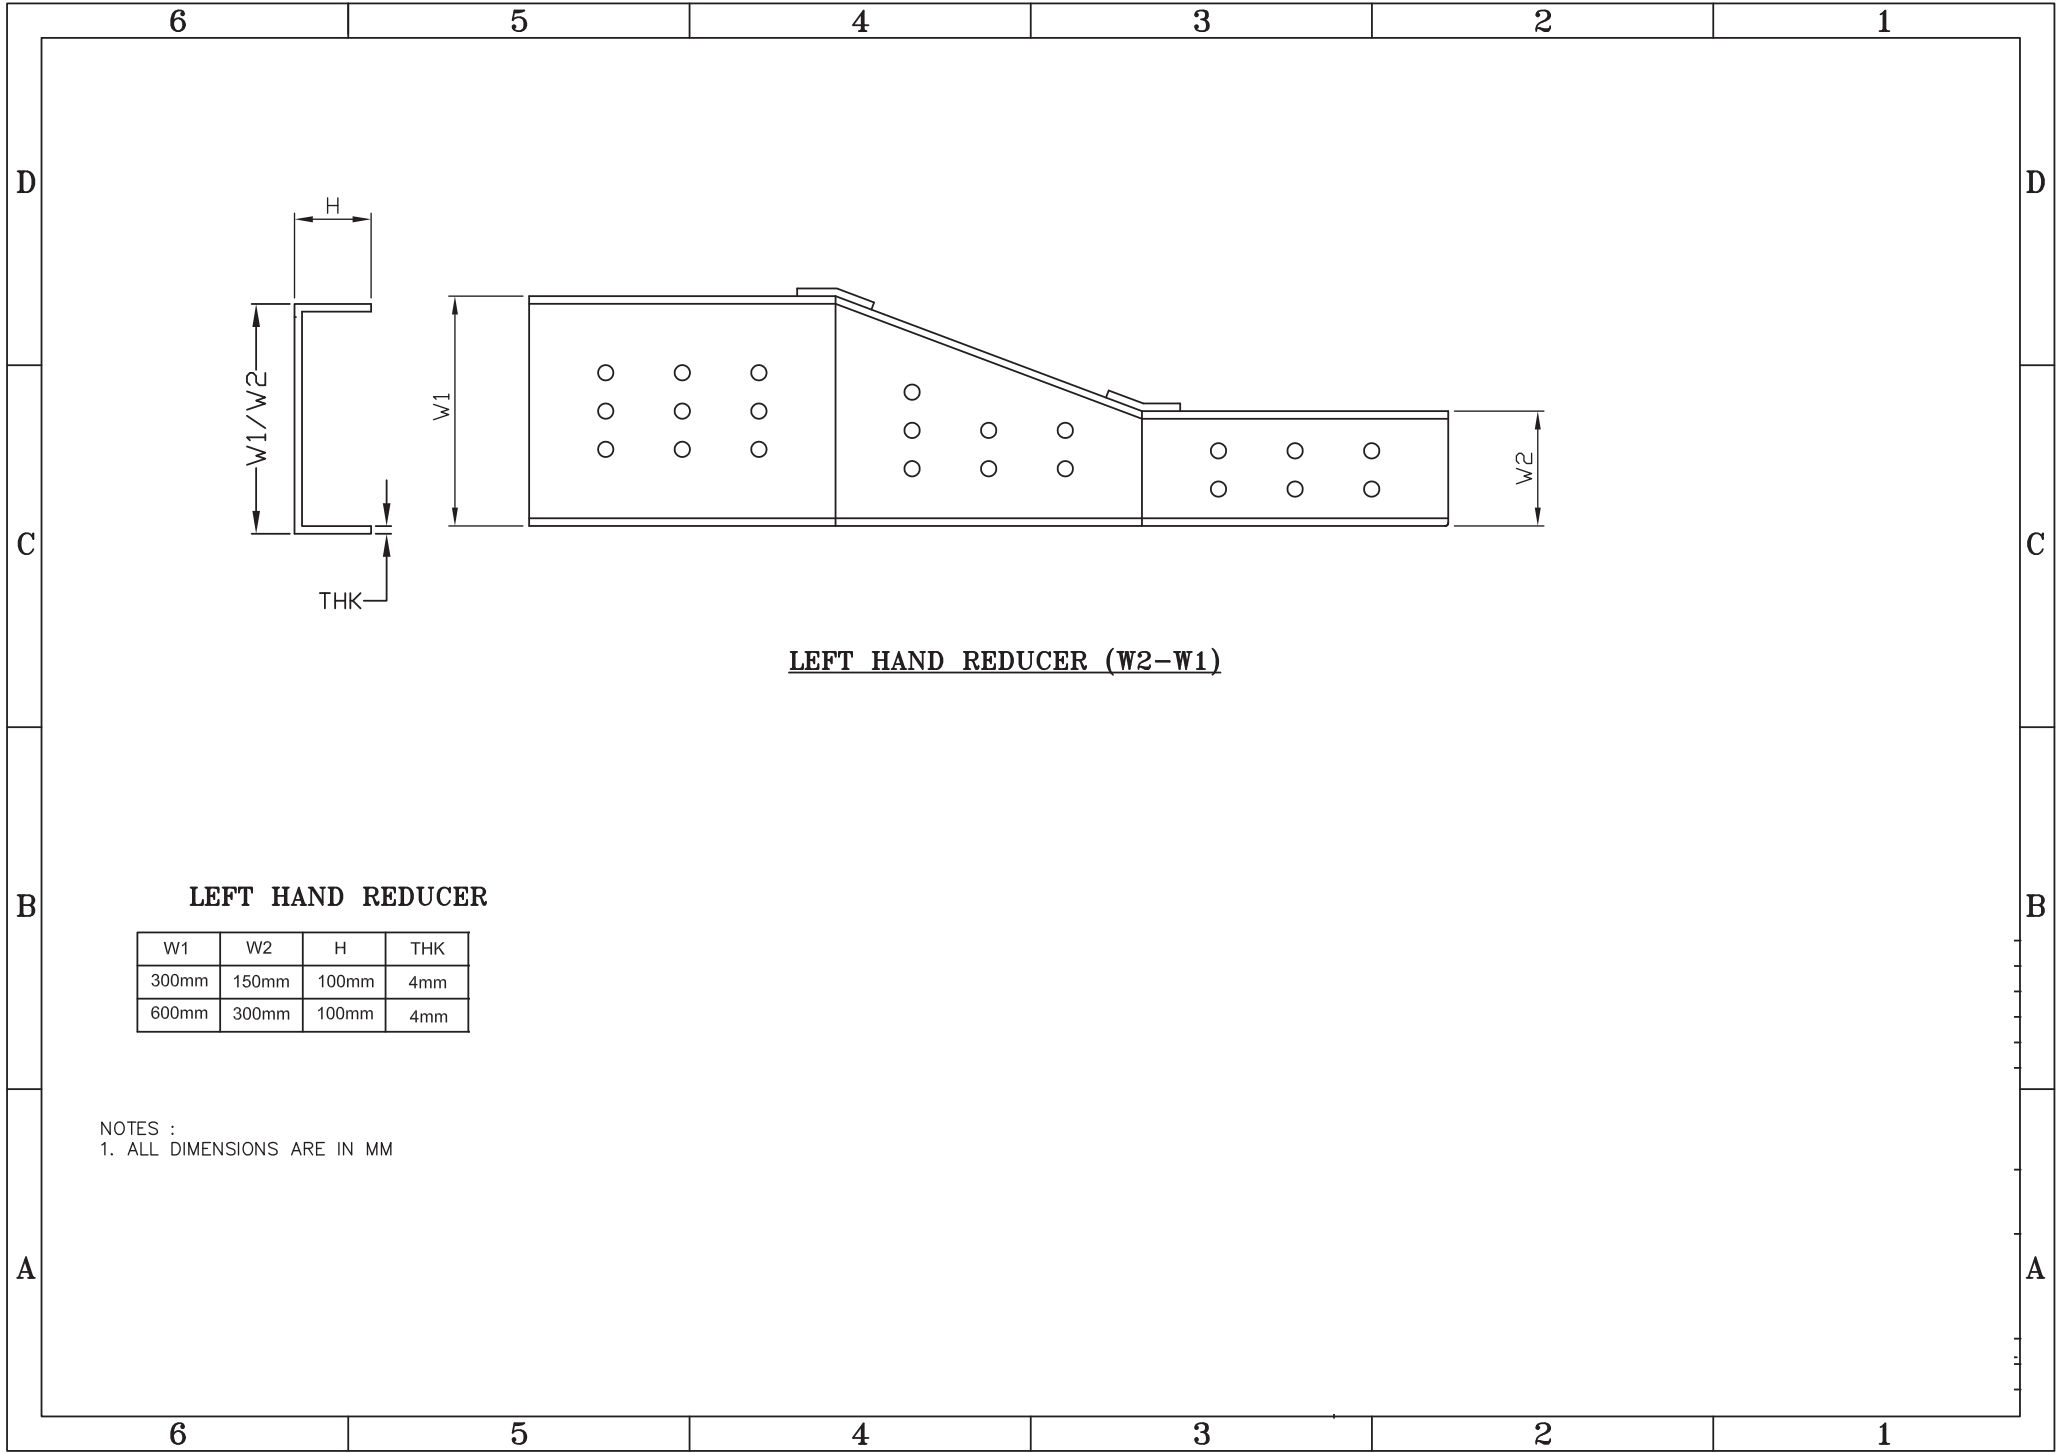 6 5 4 3 2 1
D D
H
W1/W2
W1
W2
C C
THK
LEFT HAND REDUCER (W2-W1)
LEFT HAND REDUCER
B B
W1 W2 H THK
300mm 150mm 100mm 4mm
600mm 300mm 100mm 4mm
NOTES :
1. ALL DIMENSIONS ARE IN MM
A A
6 5 4 3 2 1